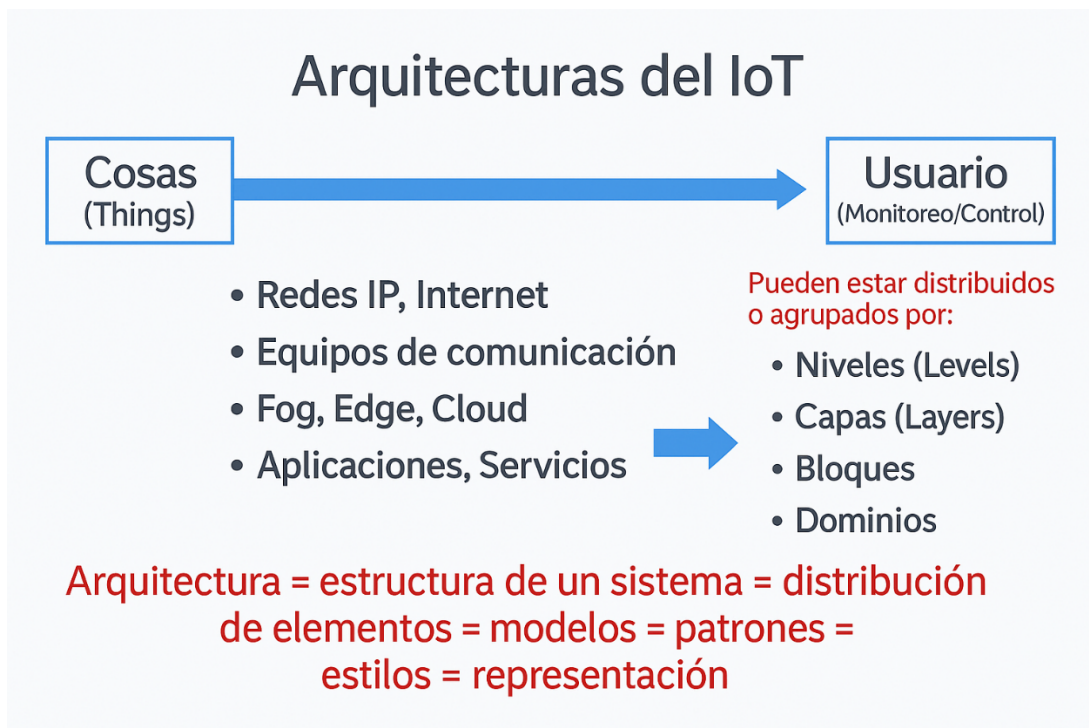 Arquitecturas del IoT
Cosas
(Things)
Usuario
(Monitoreo/Control)
• Redes IP, Internet
• Equipos de comunicación
• Fog, Edge, Cloud
• Aplicaciones, Servicios
Pueden estar distribuidos
o agrupados por:
• Niveles (Levels)
• Capas (Layers)
• Bloques
• Dominios
Arquitectura = estructura de un sistema = distribución
de elementos = modelos = patrones =
estilos = representación